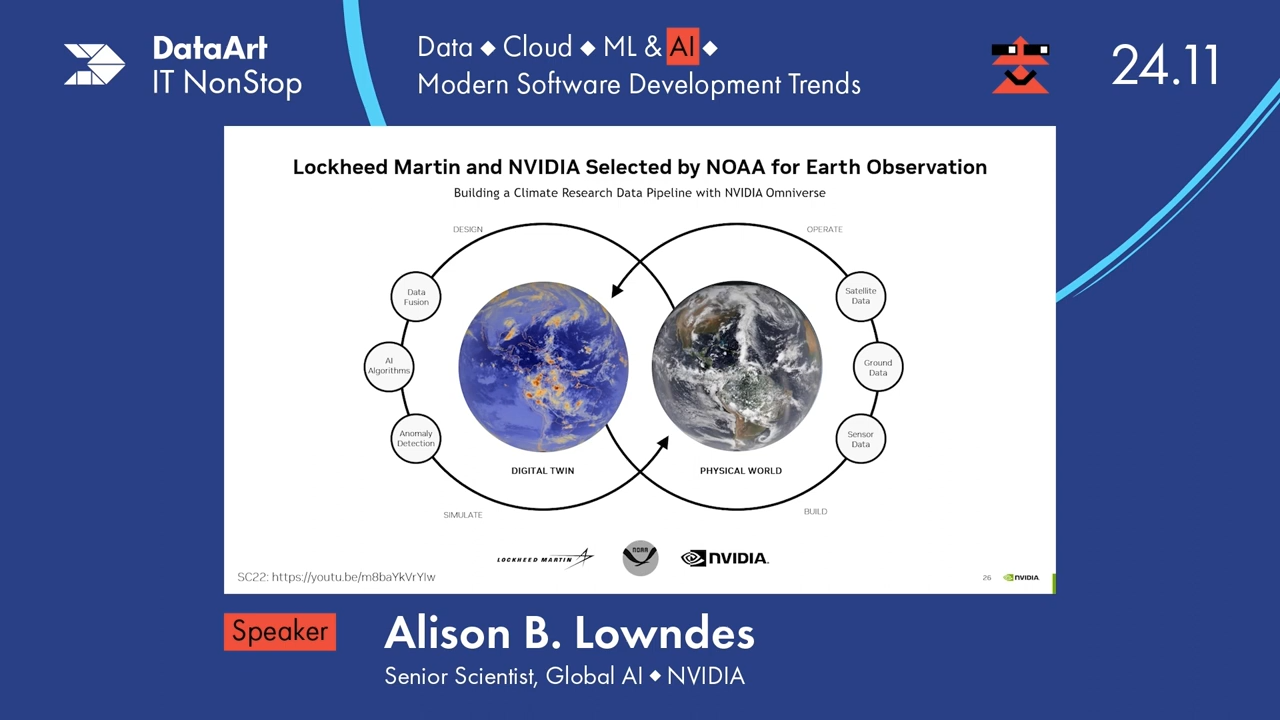 DataArt
IT NonStop
Data ◆ Cloud ◆ ML & AI ◆
Modern Software Development Trends
24.11
Lockheed Martin and NVIDIA Selected by NOAA for Earth Observation
Building a Climate Research Data Pipeline with NVIDIA Omniverse
DESIGN
OPERATE
Data
Fusion
Satellite
Data
AI
Algorithms
Ground
Data
Anomaly
Detection
Sensor
Data
DIGITAL TWIN
PHYSICAL WORLD
SIMULATE
BUILD
LOCKHEED MARTIN
NOAA
NVIDIA.
SC22: https://youtu.be/m8baYkVrYIw
26
NVIDIA.
Speaker
Alison B. Lowndes
Senior Scientist, Global AI ◆ NVIDIA